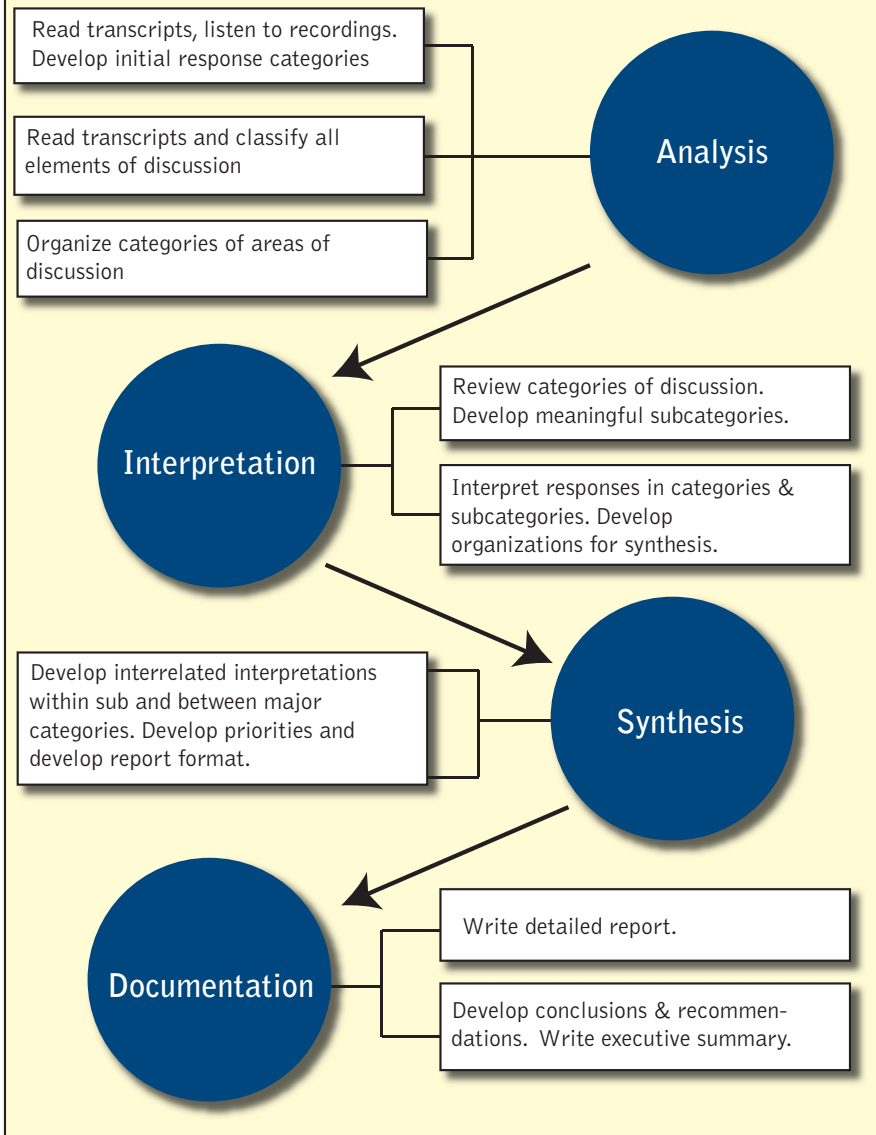 Read transcripts, listen to recordings.
Develop initial response categories
Read transcripts and classify all
elements of discussion
Analysis
Organize categories of areas of
discussion
Interpretation
Review categories of discussion.
Develop meaningful subcategories.
Interpret responses in categories &
subcategories. Develop
organizations for synthesis.
Develop interrelated interpretations
within sub and between major
categories. Develop priorities and
develop report format.
Synthesis
Documentation
Write detailed report.
Develop conclusions & recommen-
dations. Write executive summary.